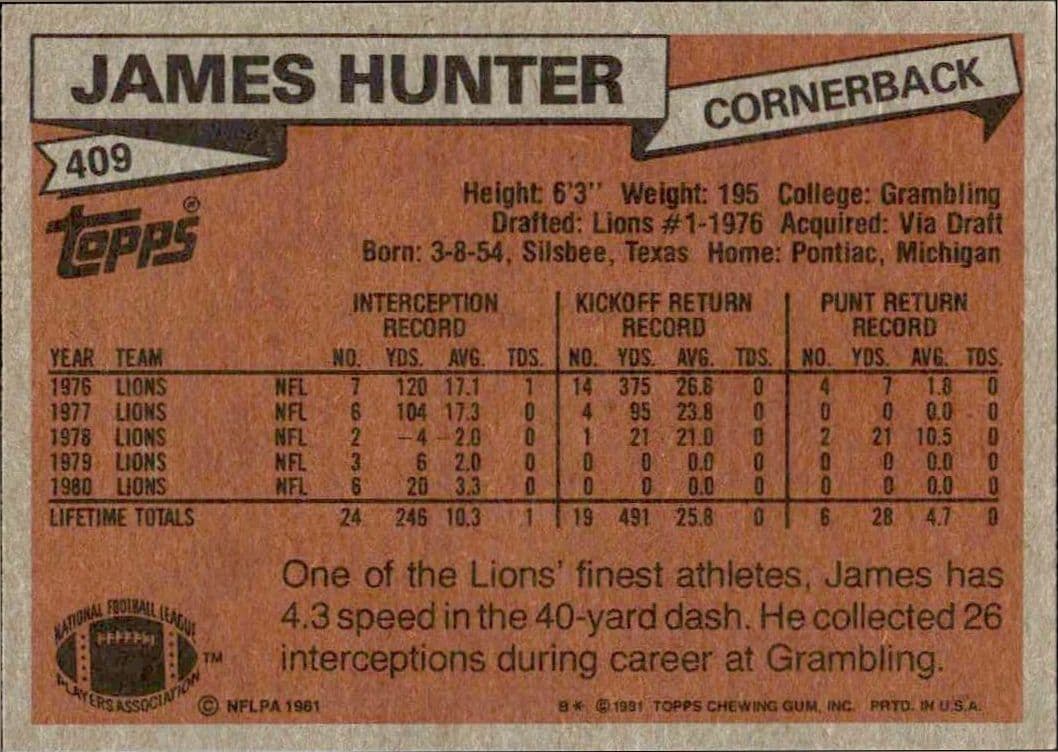 JAMES HUNTER
CORNERBACK
409
Topps ®
Height: 6'3" Weight: 195 College: Grambling
Drafted: Lions #1-1976 Acquired: Via Draft
Born: 3-8-54, Silsbee, Texas Home: Pontiac, Michigan
INTERCEPTION RECORD KICKOFF RETURN RECORD PUNT RETURN RECORD
YEAR TEAM NO. YDS. AVG. TDS. NO. YDS. AVG. TDS. NO. YDS. AVG. TDS.
1976 LIONS NFL 7 120 17.1 1 14 375 26.8 0 4 7 1.8 0
1977 LIONS NFL 6 104 17.3 0 4 95 23.8 0 0 0 0.0 0
1978 LIONS NFL 2 -4 -2.0 0 1 21 21.0 0 2 21 10.5 0
1979 LIONS NFL 3 6 2.0 0 0 0 0.0 0 0 0 0.0 0
1980 LIONS NFL 6 20 3.3 0 0 0 0.0 0 0 0 0.0 0
LIFETIME TOTALS 24 246 10.3 1 19 491 25.8 0 6 28 4.7 0
One of the Lions' finest athletes, James has
4.3 speed in the 40-yard dash. He collected 26
interceptions during career at Grambling.
NATIONAL FOOTBALL LEAGUE
PLAYERS ASSOCIATION TM
© NFLPA 1981
B* © 1981 TOPPS CHEWING GUM, INC. PRTD. IN U.S.A.